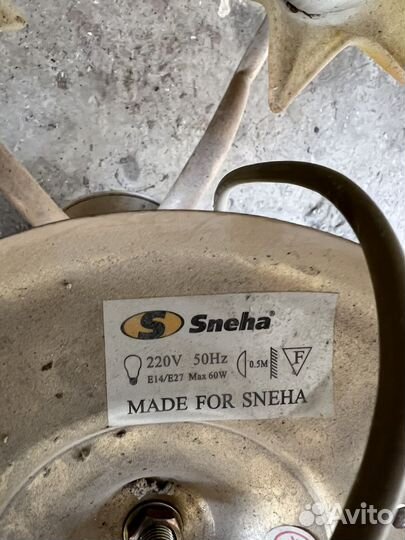 S Sneha®
220V 50Hz
0.5M
F
E14/E27 Max 60W
MADE FOR SNEHA
Avito